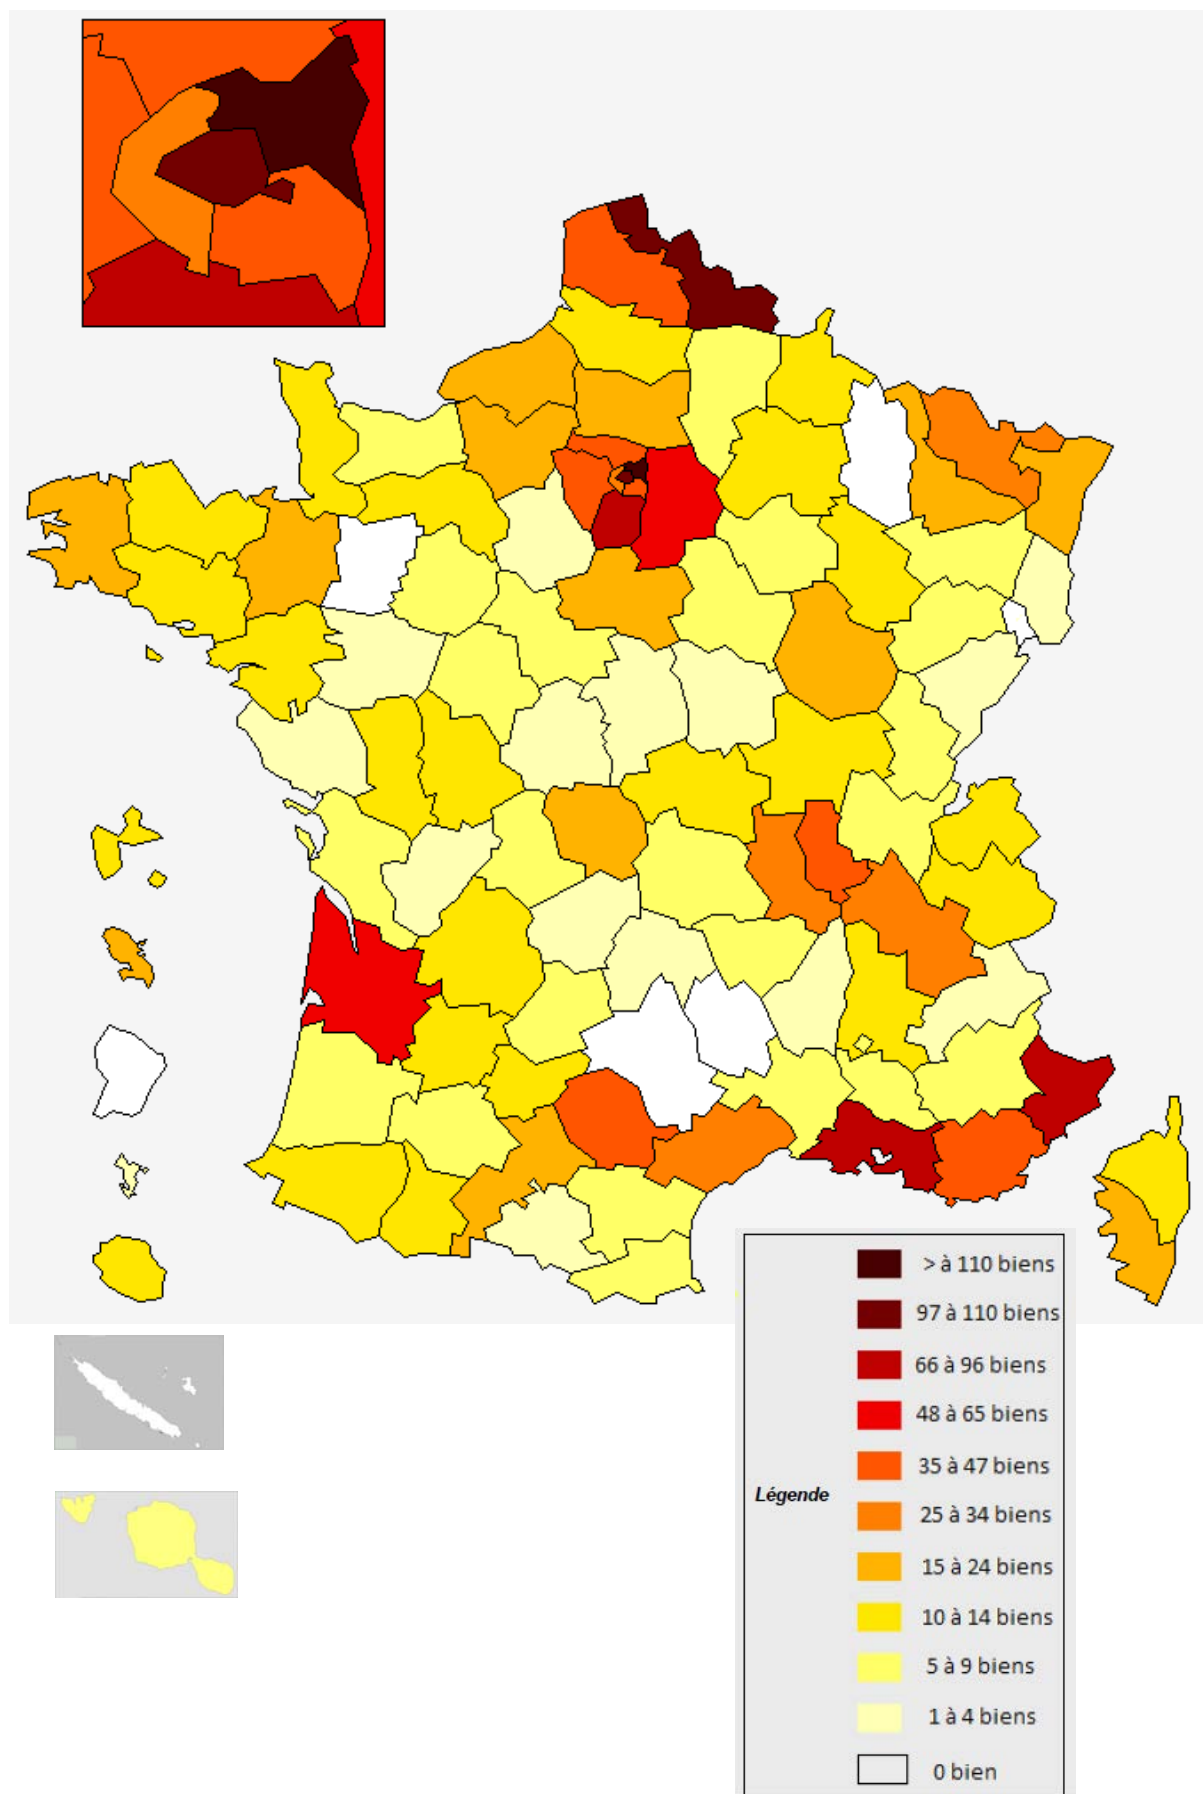 > à 110 biens
97 à 110 biens
66 à 96 biens
48 à 65 biens
35 à 47 biens
Légende
25 à 34 biens
15 à 24 biens
10 à 14 biens
5 à 9 biens
1 à 4 biens
0 bien